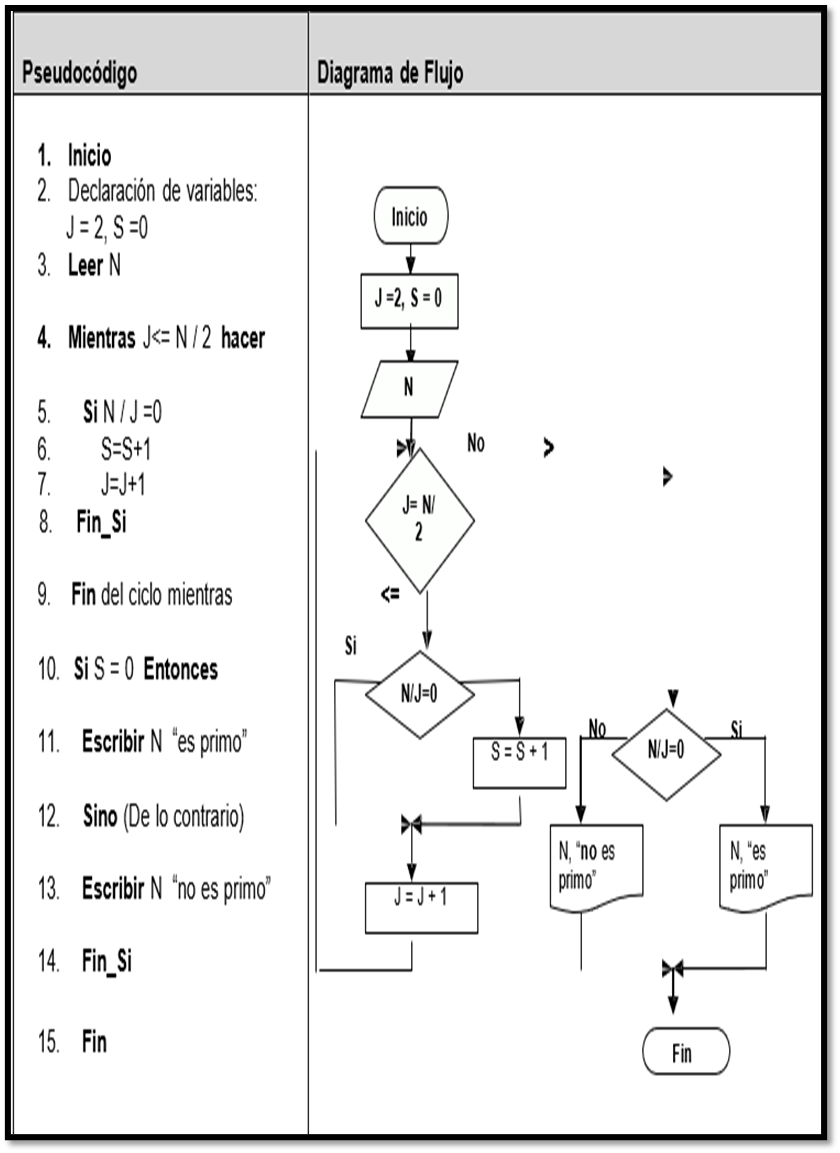 Pseudocódigo
1. Inicio
2. Declaración de variables:
J = 2, S =0
3. Leer N
4. Mientras J<= N / 2 hacer
5. Si N / J =0
6. S=S+1
7. J=J+1
8. Fin_Si
9. Fin del ciclo mientras
10. Si S = 0 Entonces
11. Escribir N “es primo”
12. Sino (De lo contrario)
13. Escribir N “no es primo”
14. Fin_Si
15. Fin
Diagrama de Flujo
Inicio
J =2, S = 0
N
No
>
J= N/
2
<=
Si
N/J=0
S = S + 1
J = J + 1
No
N/J=0
Si
N, “no es
primo”
N, “es
primo”
Fin